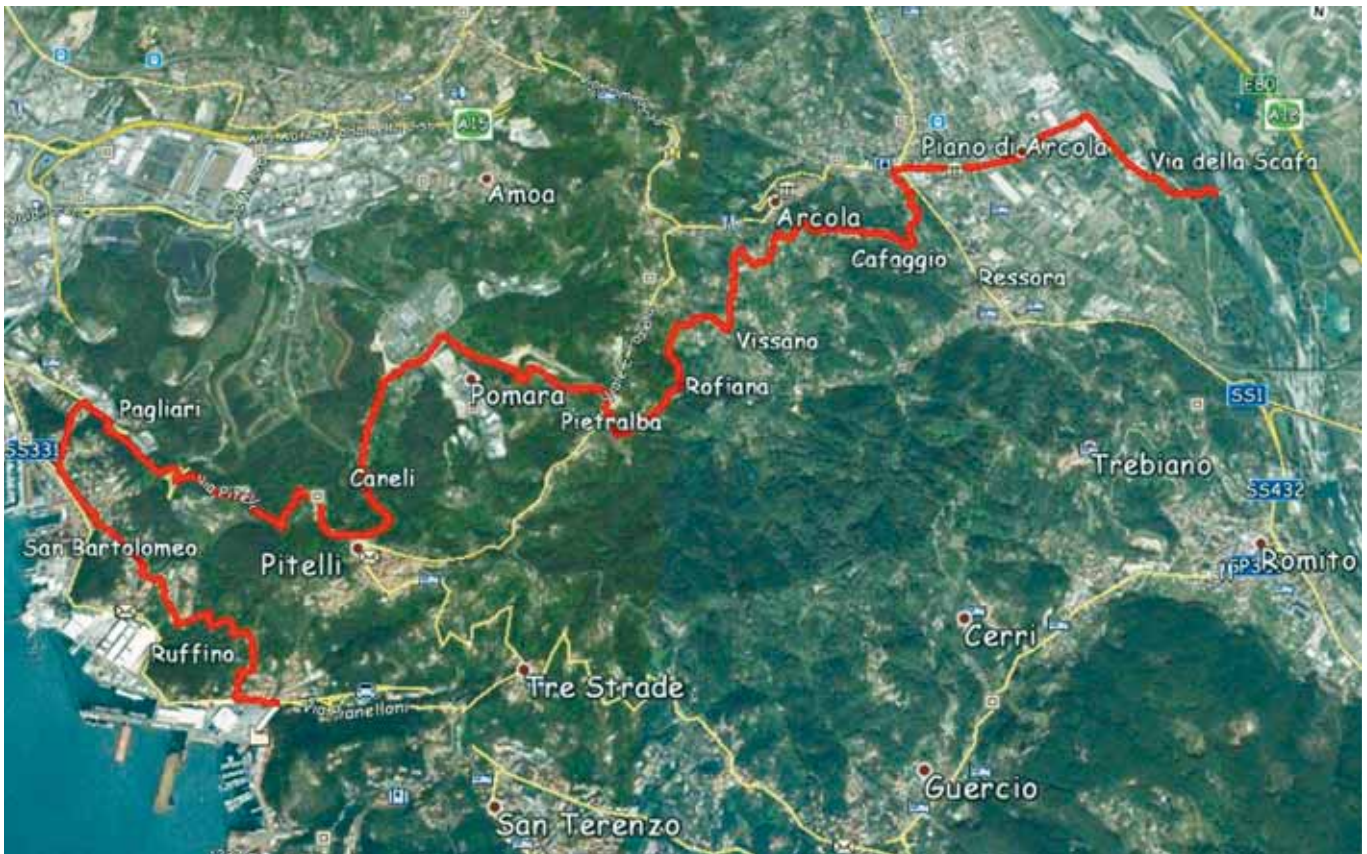 N
E80
A12
A15
Piano di Arcola
Via della Scafa
Amoa
Arcola
Cafaggio
Ressora
Vissano
Rofiana
Pomara
Pietralba
SS1
Pagliari
SS331
Caneli
Trebiano
SS432
San Bartolomeo
Pitelli
Romito
Cerri
Ruffino
Tre Strade
Guercio
San Terenzo